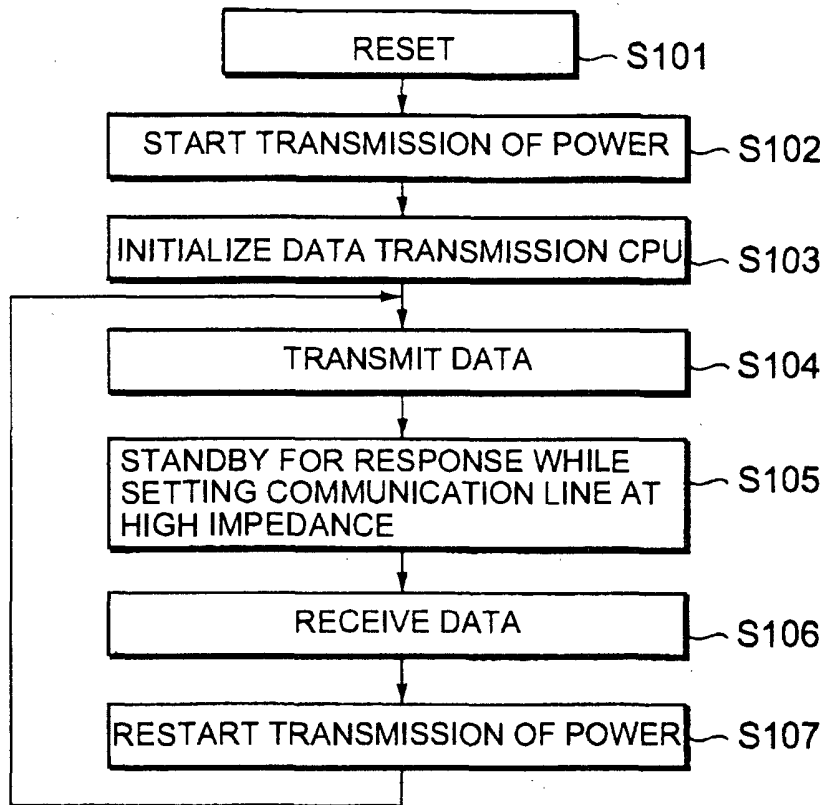 RESET
S101
START TRANSMISSION OF POWER
S102
INITIALIZE DATA TRANSMISSION CPU
S103
TRANSMIT DATA
S104
STANDBY FOR RESPONSE WHILE
SETTING COMMUNICATION LINE AT
HIGH IMPEDANCE
S105
RECEIVE DATA
S106
RESTART TRANSMISSION OF POWER
S107